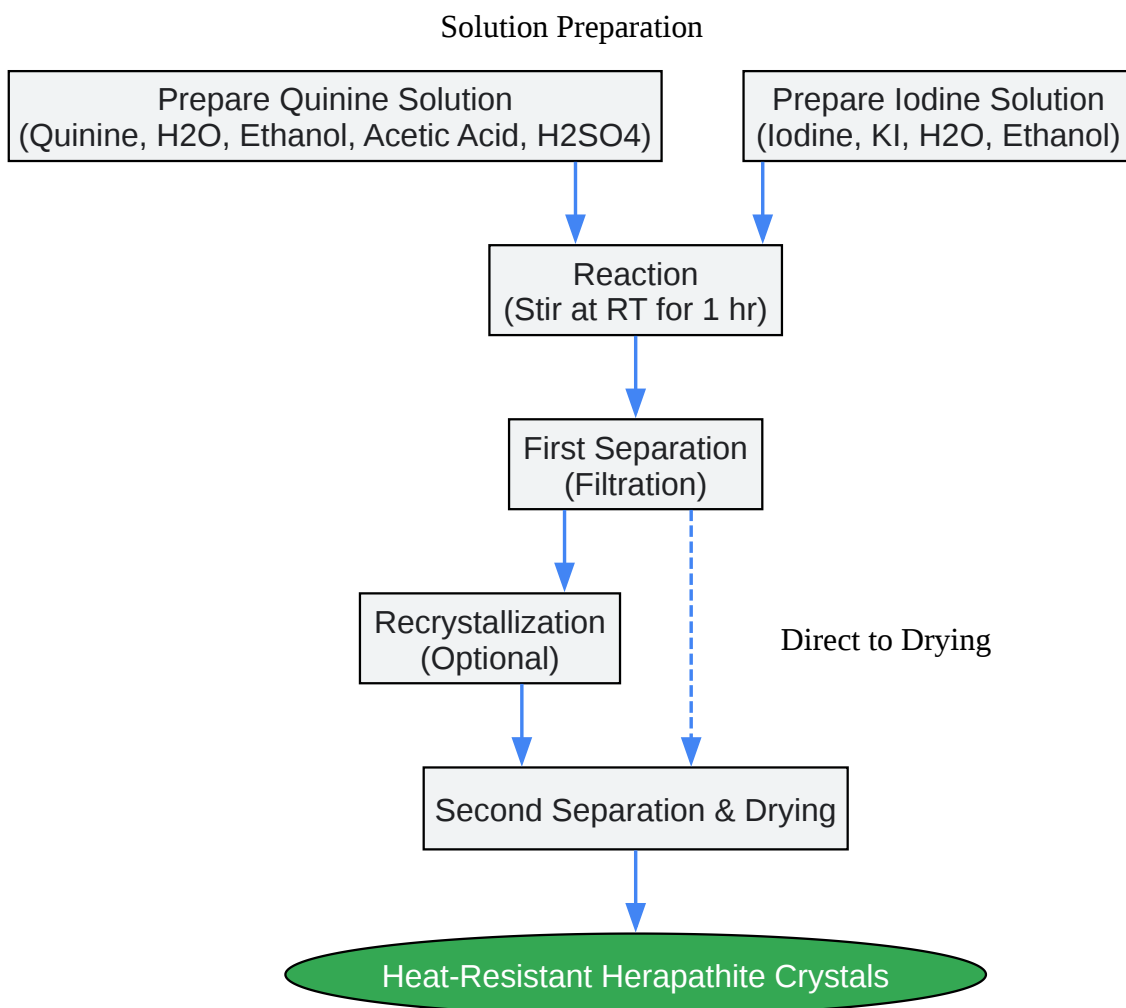 Solution Preparation
Prepare Quinine Solution
(Quinine, H2O, Ethanol, Acetic Acid, H2SO4)
Prepare Iodine Solution
(Iodine, KI, H2O, Ethanol)
Reaction
(Stir at RT for 1 hr)
First Separation
(Filtration)
Recrystallization
(Optional)
Direct to Drying
Second Separation & Drying
Heat-Resistant Herapathite Crystals